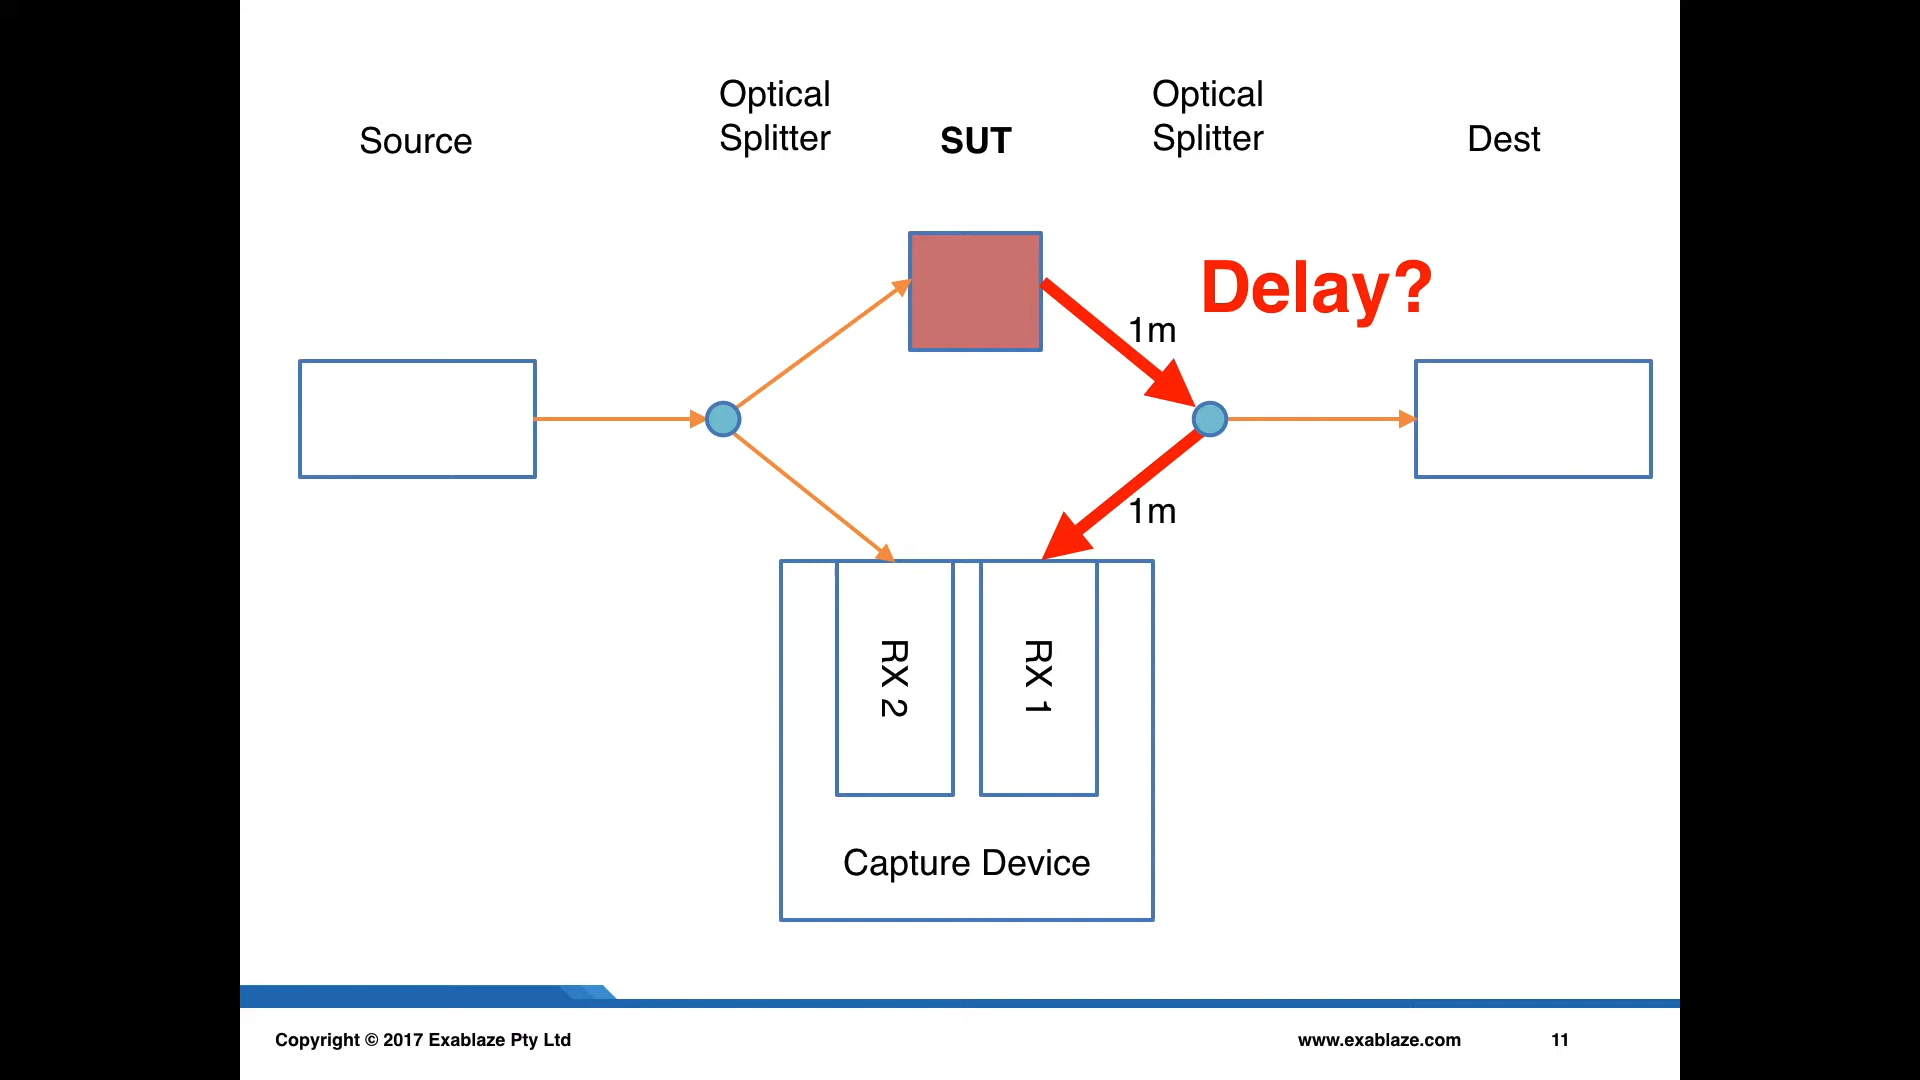 Optical
Splitter
Optical
Splitter
Source
SUT
Dest
Delay?
1m
1m
RX 2
RX 1
Capture Device
Copyright © 2017 Exablaze Pty Ltd
www.exablaze.com
11